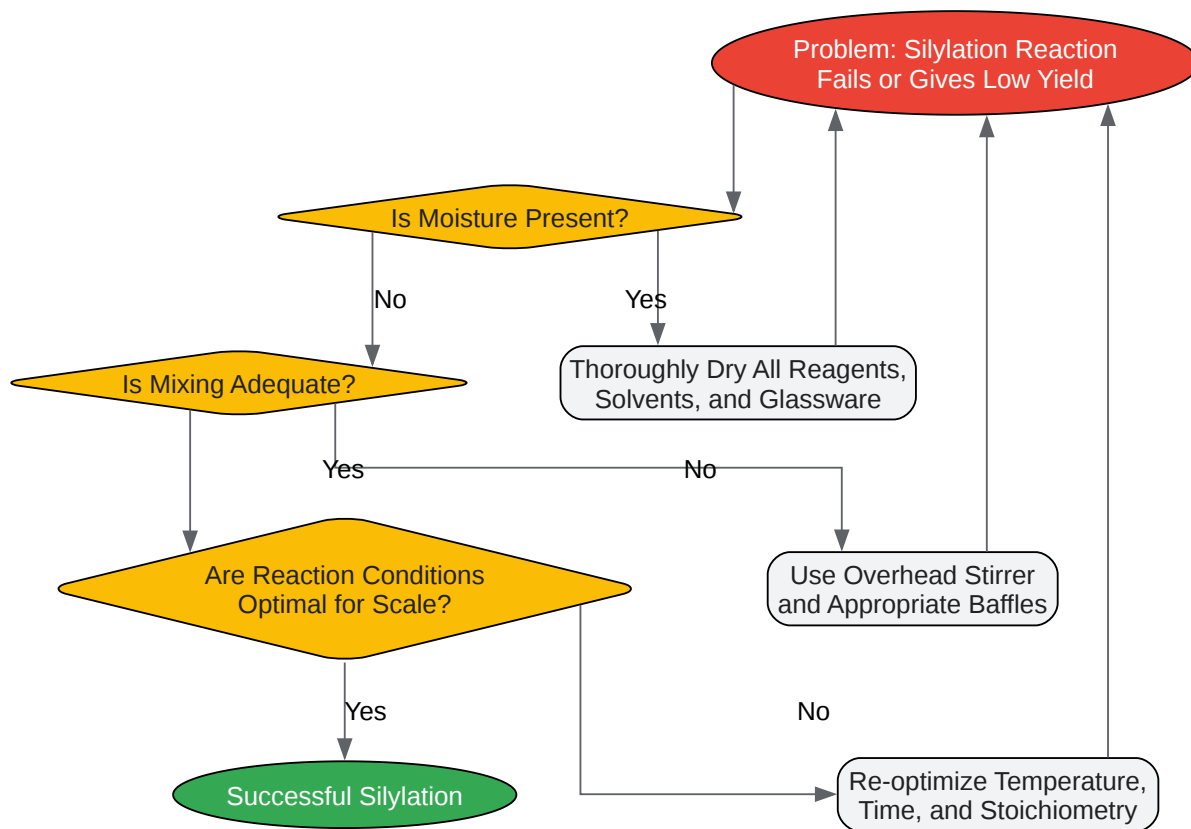 Problem: Silylation Reaction
Fails or Gives Low Yield
Is Moisture Present?
No
Yes
Thoroughly Dry All Reagents,
Solvents, and Glassware
Is Mixing Adequate?
Yes
No
Use Overhead Stirrer
and Appropriate Baffles
Are Reaction Conditions
Optimal for Scale?
Yes
No
Successful Silylation
Re-optimize Temperature,
Time, and Stoichiometry